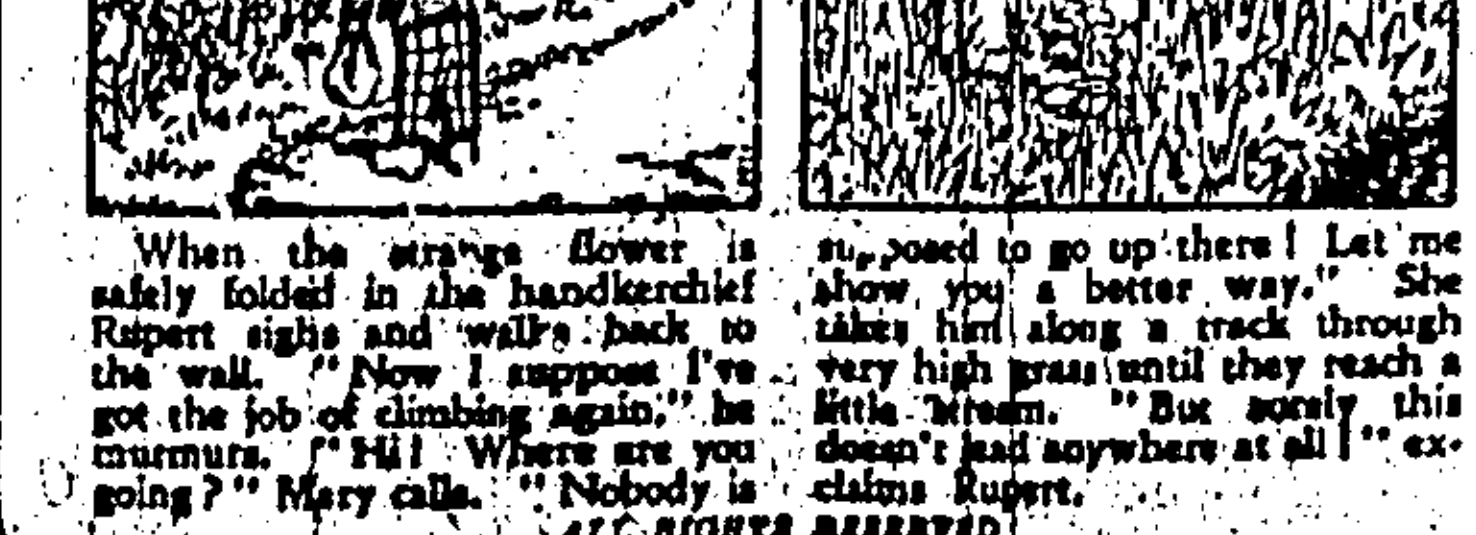 When the strange flower is
safely folded in the handkerchief
Rupert sighs and walks back to
the wall. "Now I suppose I've
got the job of climbing again," he
murmurs. "Hi! Where are you
going?" Mary calls. "Nobody is
supposed to go up there! Let me
show you a better way." She
takes him along a track through
very high grass until they reach a
little stream. "But surely this
doesn't lead anywhere at all!" ex-
claims Rupert.
ALL RIGHTS RESERVED